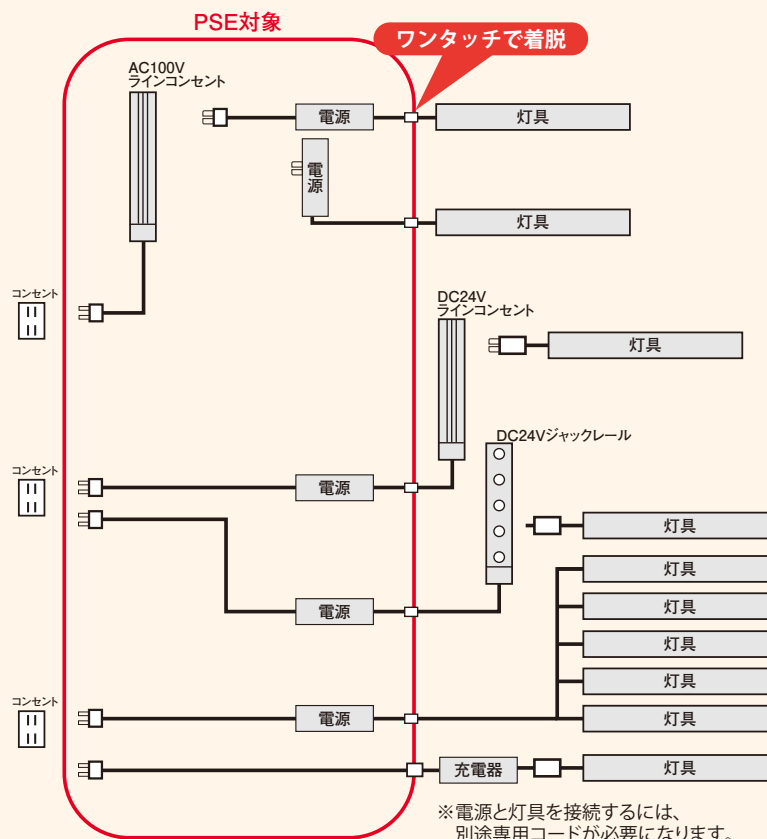 PSE対象
ワンタッチで着脱
AC100V
ラインコンセント
電源
灯具
電源
灯具
コンセント
DC24V
ラインコンセント
灯具
DC24Vジャックレール
コンセント
電源
灯具
灯具
電源
灯具
灯具
灯具
コンセント
電源
灯具
充電器
灯具
※電源と灯具を接続するには、
別途専用コードが必要になります。